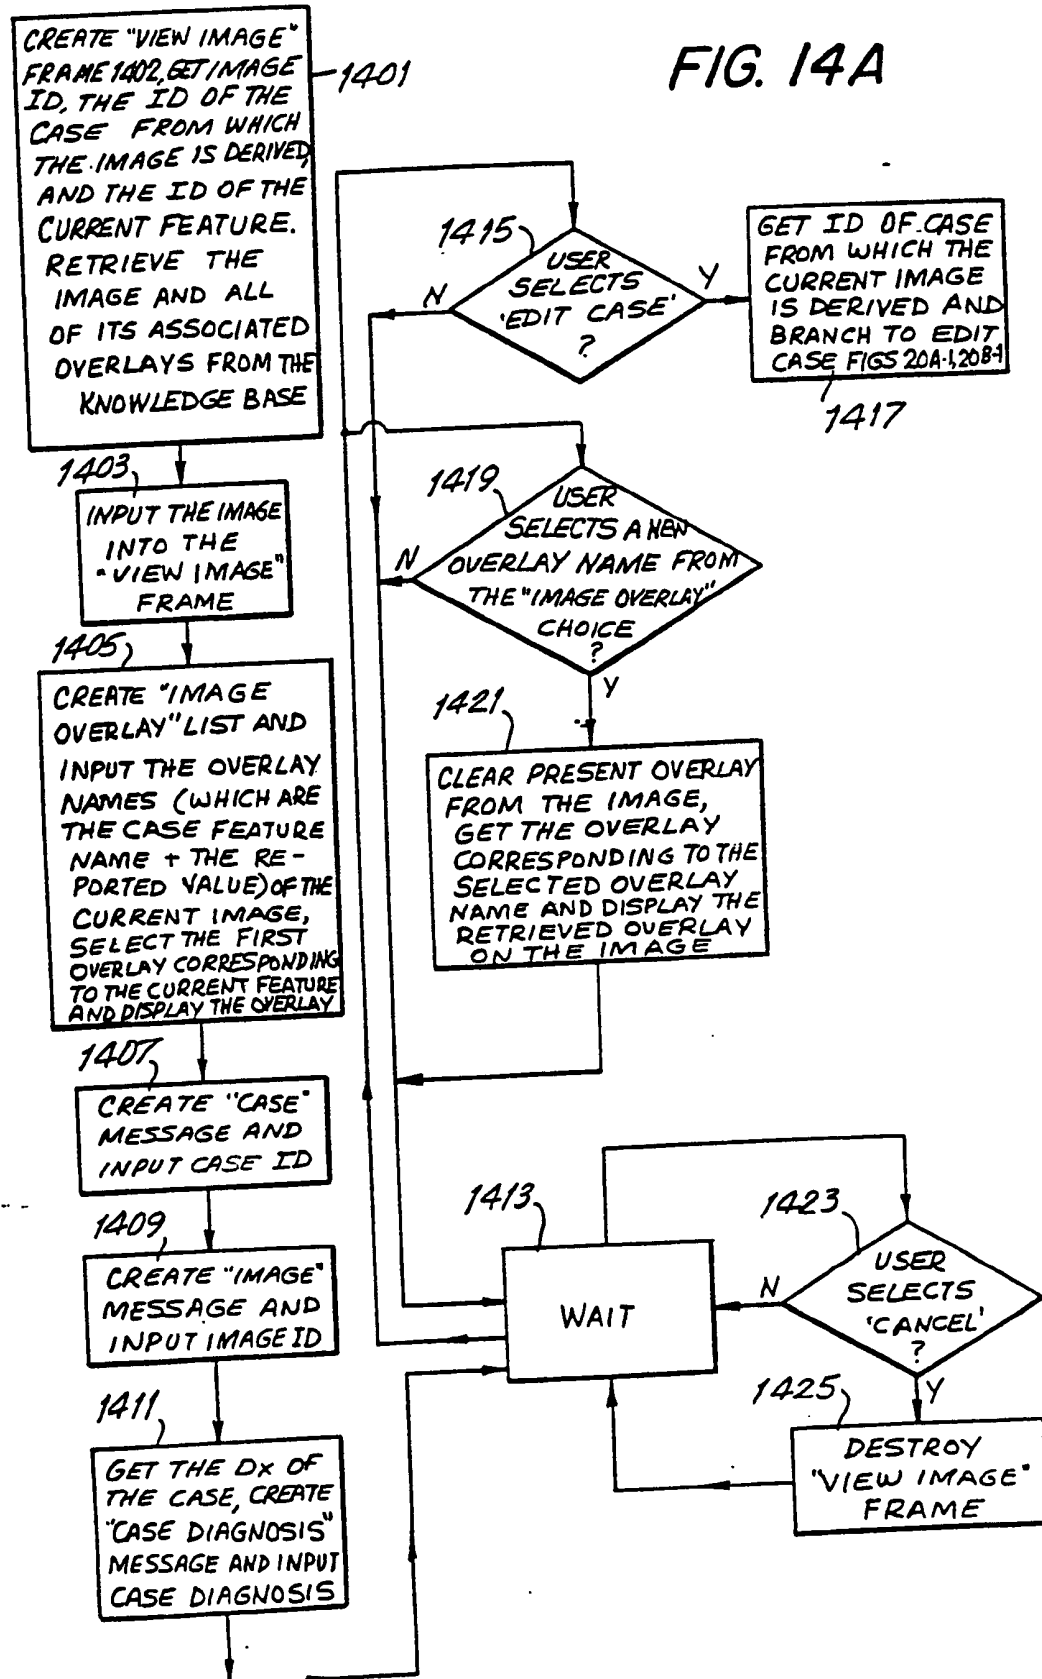 FIG. 14A
CREATE "VIEW IMAGE"
FRAME 1402, GET IMAGE
ID, THE ID OF THE
CASE FROM WHICH
THE IMAGE IS DERIVED,
AND THE ID OF THE
CURRENT FEATURE.
RETRIEVE THE
IMAGE AND ALL
OF ITS ASSOCIATED
OVERLAYS FROM THE
KNOWLEDGE BASE
1401
1403
INPUT THE IMAGE
INTO THE
"VIEW IMAGE"
FRAME
1405
CREATE "IMAGE
OVERLAY" LIST AND
INPUT THE OVERLAY
NAMES (WHICH ARE
THE CASE FEATURE
NAME + THE RE-
PORTED VALUE) OF THE
CURRENT IMAGE,
SELECT THE FIRST
OVERLAY CORRESPONDING
TO THE CURRENT FEATURE
AND DISPLAY THE OVERLAY
1407
CREATE "CASE"
MESSAGE AND
INPUT CASE ID
1409
CREATE "IMAGE"
MESSAGE AND
INPUT IMAGE ID
1411
GET THE DX OF
THE CASE, CREATE
"CASE DIAGNOSIS"
MESSAGE AND INPUT
CASE DIAGNOSIS
1415
USER
SELECTS
'EDIT CASE'
?
N
Y
GET ID OF CASE
FROM WHICH THE
CURRENT IMAGE
IS DERIVED AND
BRANCH TO EDIT
CASE FIGS 20A-1, 20B-1
1417
1419
USER
SELECTS A NEW
OVERLAY NAME FROM
THE "IMAGE OVERLAY"
CHOICE
?
N
Y
1421
CLEAR PRESENT OVERLAY
FROM THE IMAGE,
GET THE OVERLAY
CORRESPONDING TO THE
SELECTED OVERLAY
NAME AND DISPLAY THE
RETRIEVED OVERLAY
ON THE IMAGE
1413
WAIT
1423
USER
SELECTS
'CANCEL'
?
N
Y
1425
DESTROY
"VIEW IMAGE"
FRAME